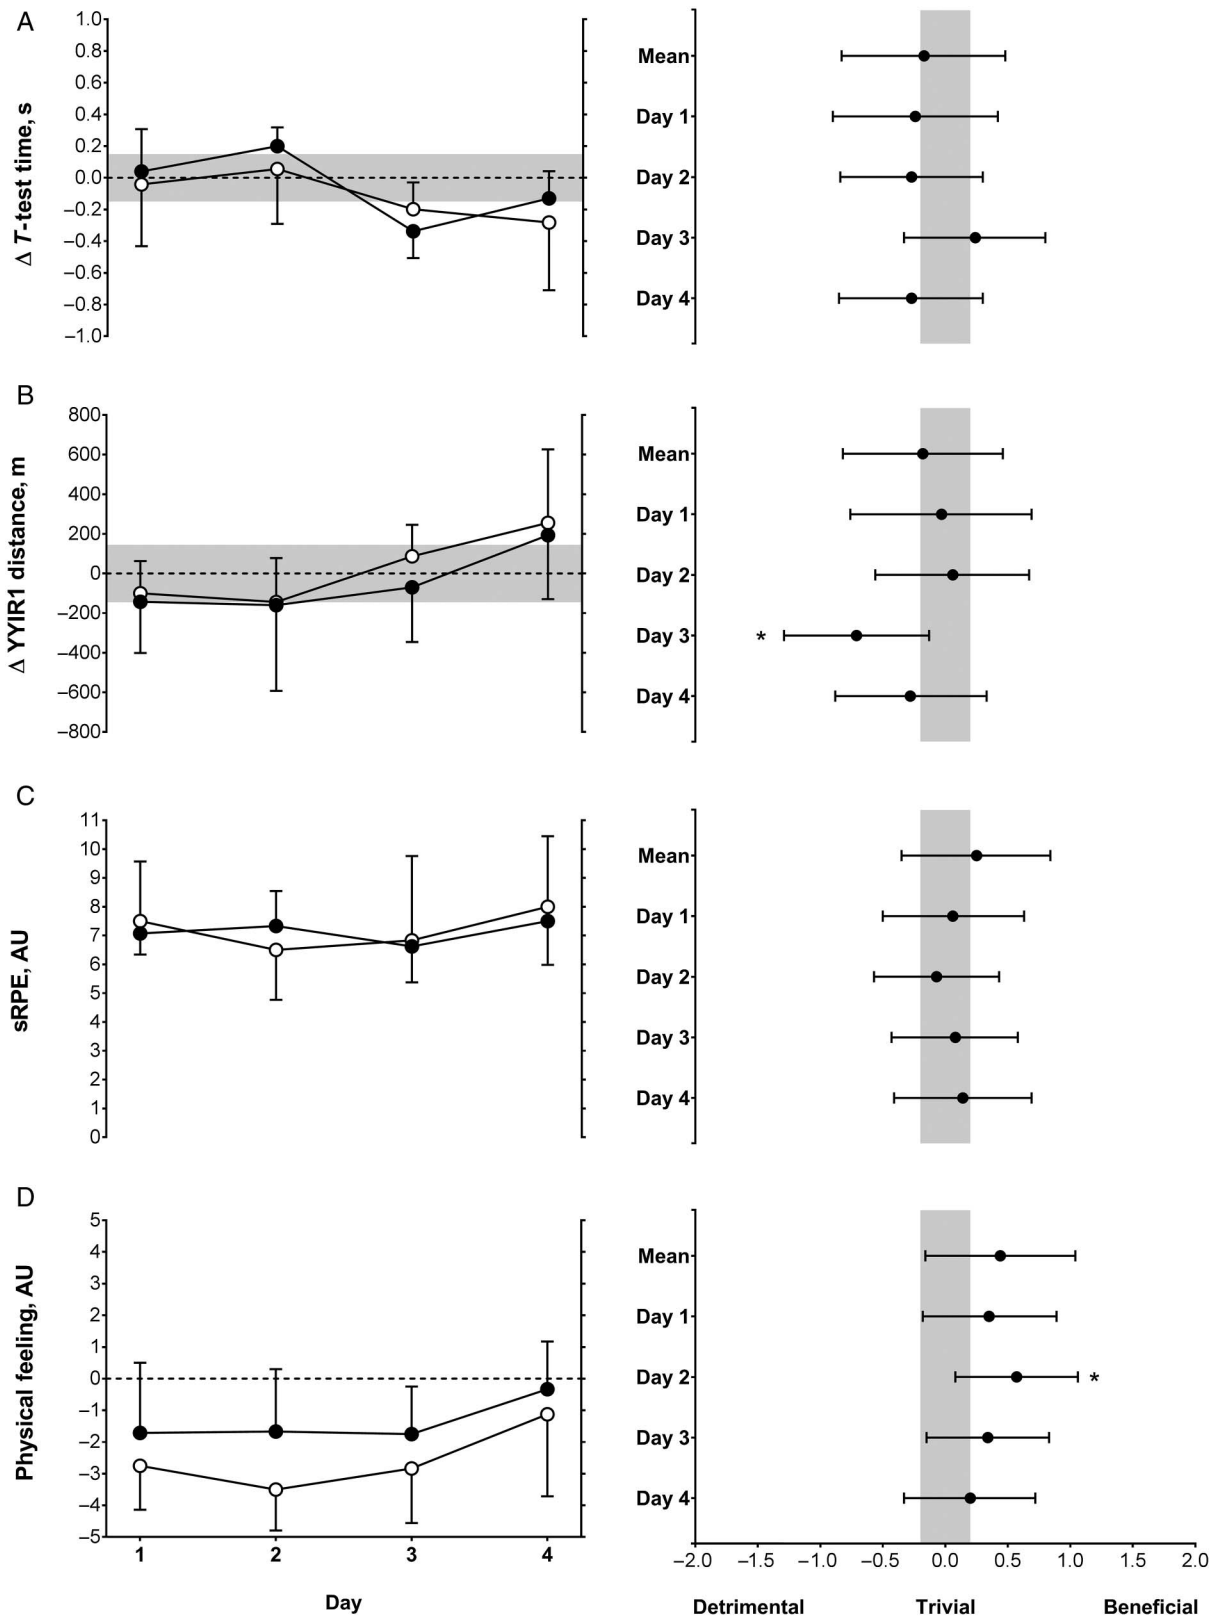 A
Δ T-test time, s
1.0
0.8
0.6
0.4
0.2
0.0
–0.2
–0.4
–0.6
–0.8
–1.0
Mean
Day 1
Day 2
Day 3
Day 4
B
Δ YYIR1 distance, m
800
600
400
200
0
–200
–400
–600
–800
Mean
Day 1
Day 2
Day 3
*
Day 4
C
sRPE, AU
11
10
9
8
7
6
5
4
3
2
1
0
Mean
Day 1
Day 2
Day 3
Day 4
D
Physical feeling, AU
5
4
3
2
1
0
–1
–2
–3
–4
–5
1 2 3 4
Day
Mean
Day 1
Day 2
*
Day 3
Day 4
–2.0 –1.5 –1.0 –0.5 0.0 0.5 1.0 1.5 2.0
Detrimental Trivial Beneficial